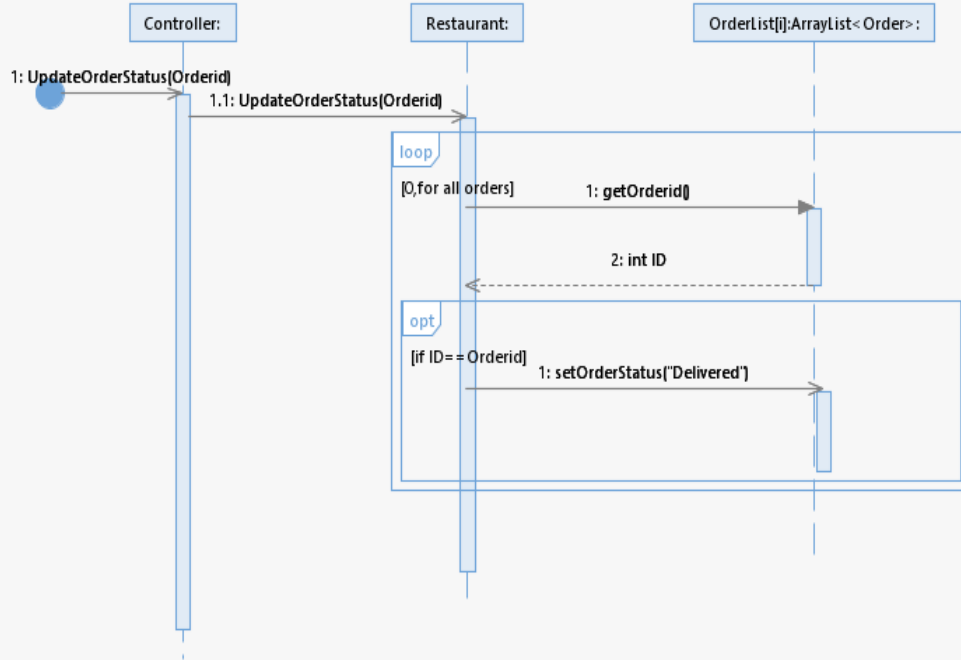 Controller:
Restaurant:
OrderList[i]:ArrayList<Order>:
1: UpdateOrderStatus(Orderid)
1.1: UpdateOrderStatus(Orderid)
loop
[0,for all orders]
1: getOrderid()
2: int ID
opt
[if ID==Orderid]
1: setOrderStatus("Delivered")